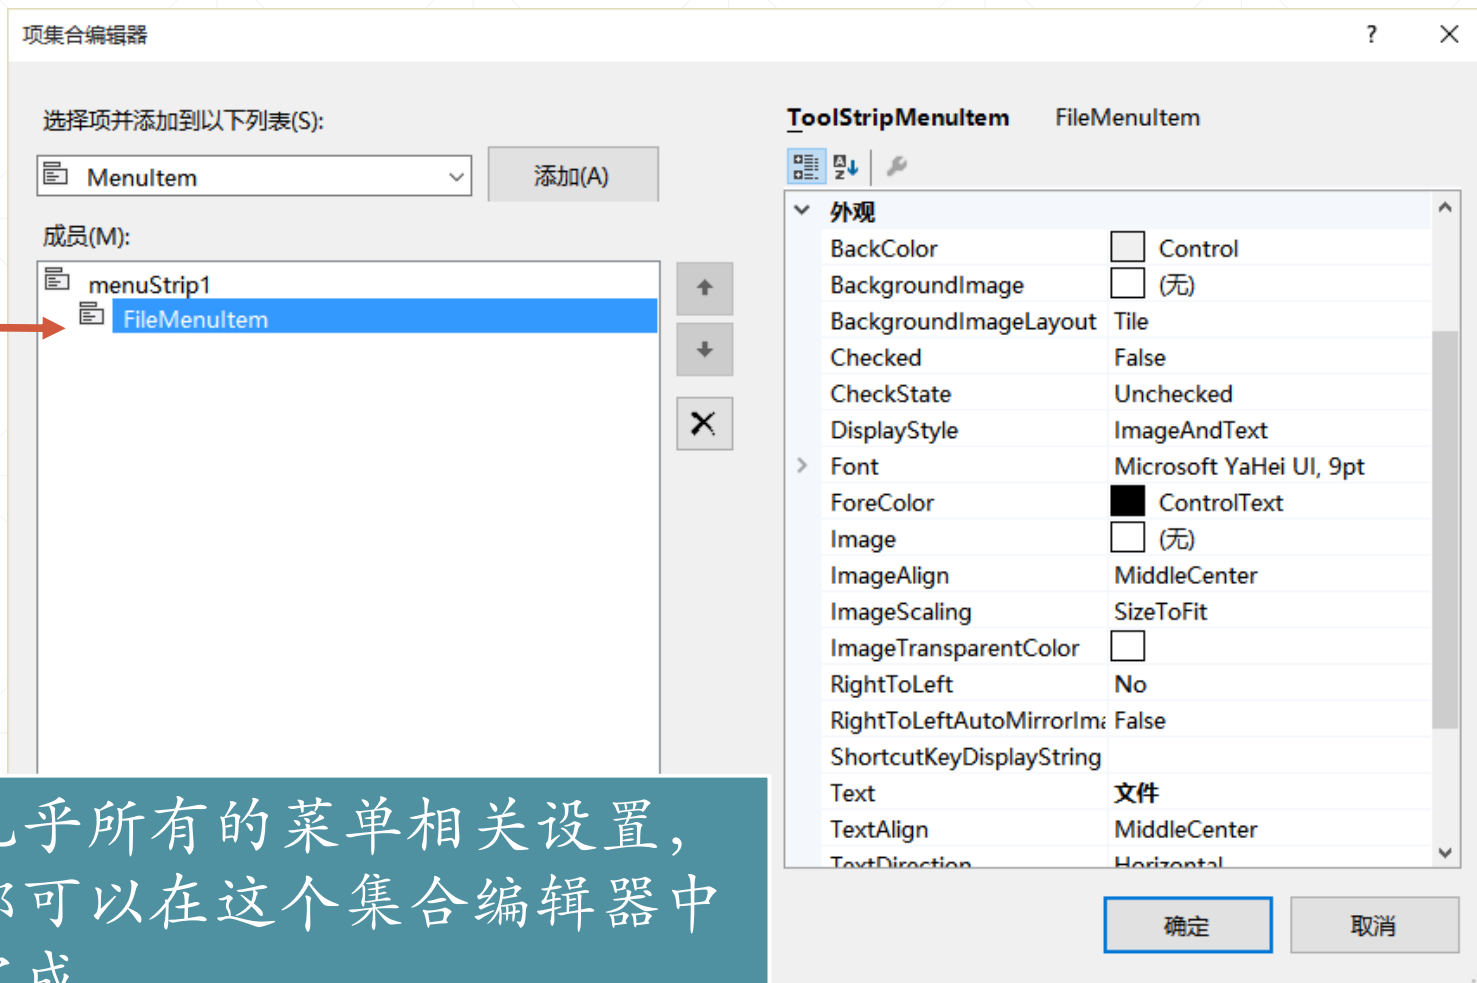 项集合编辑器
?
选择项并添加到以下列表(S):
MenuItem
添加(A)
成员(M):
menuStrip1
FileMenuItem
ToolStripMenuItem FileMenuItem
外观
BackColor Control
BackgroundImage (无)
BackgroundImageLayout Tile
Checked False
CheckState Unchecked
DisplayStyle ImageAndText
Font Microsoft YaHei UI, 9pt
ForeColor ControlText
Image (无)
ImageAlign MiddleCenter
ImageScaling SizeToFit
ImageTransparentColor
RightToLeft No
RightToLeftAutoMirrorIma False
ShortcutKeyDisplayString
Text 文件
TextAlign MiddleCenter
TextDirection Horizontal
乎所有的菜单相关设置，
可以在这个集合编辑器中
成
确定
取消